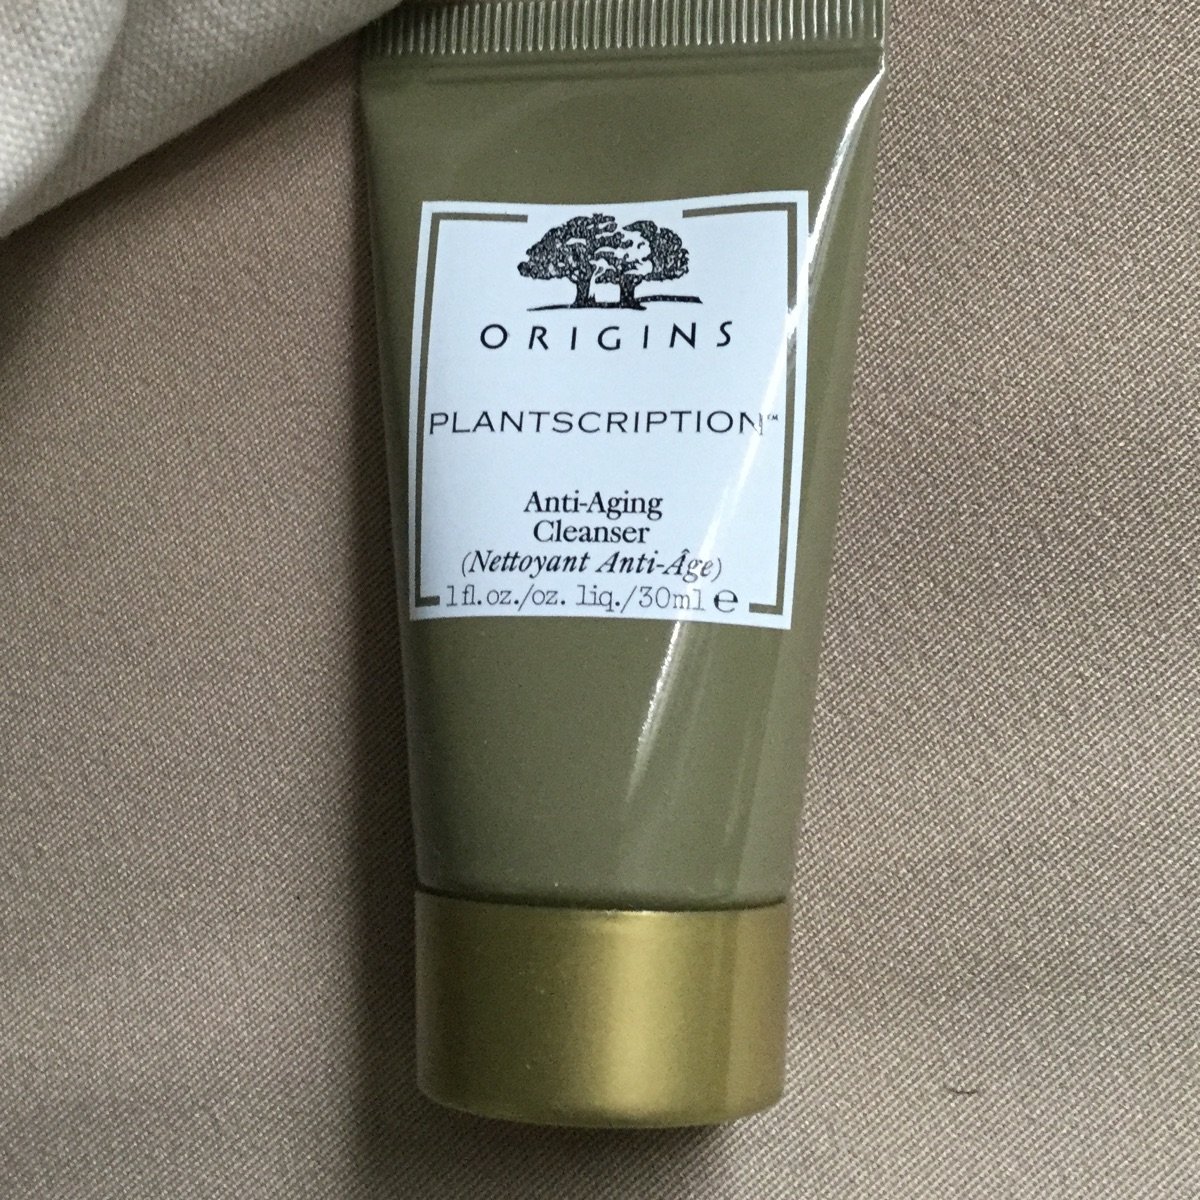 ORIGINS
PLANTSCRIPTION™
Anti-Aging
Cleanser
(Nettoyant Anti-Âge)
1fl.oz./oz. liq./30ml ℮